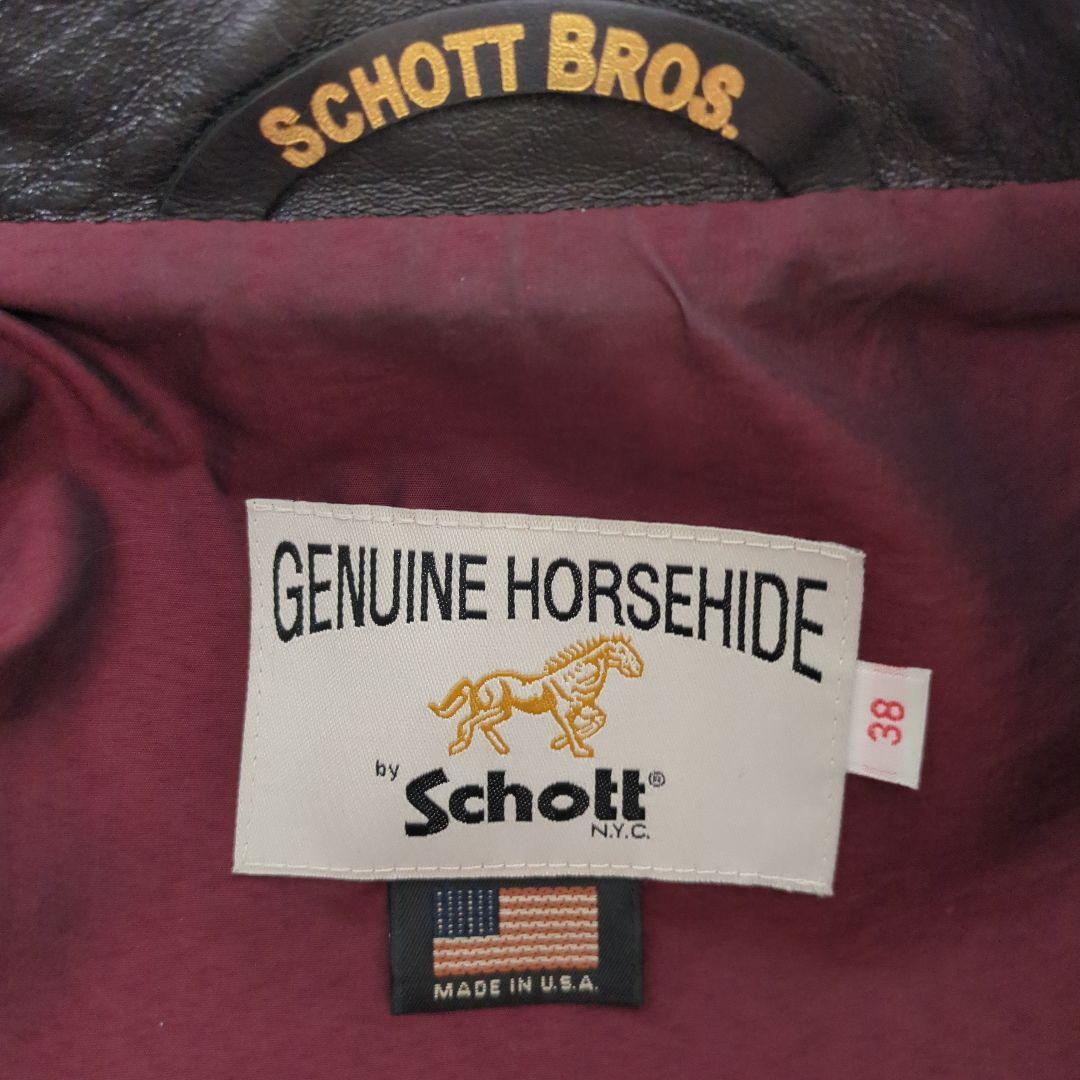 SCHOTT BROS.
GENUINE HORSEHIDE
by
Schott®
N.Y.C.
38
MADE IN U.S.A.